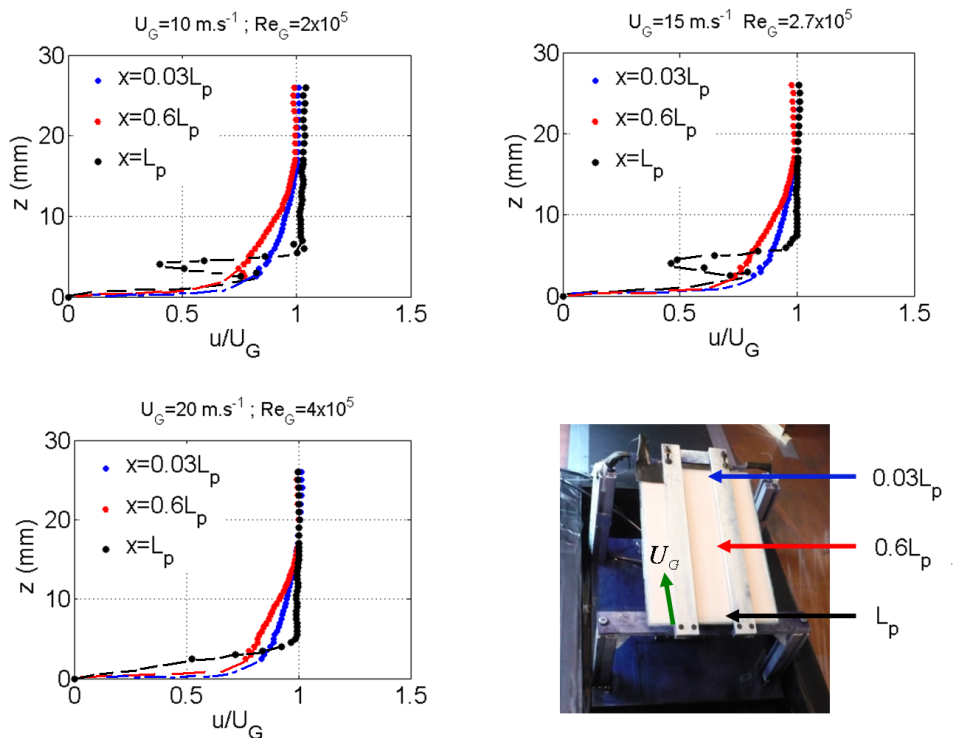 U_G=10 m.s^-1 ; Re_G=2x10^5
30
20
10
0
z (mm)
x=0.03L_p
x=0.6L_p
x=L_p
0 0.5 1 1.5
u/U_G
U_G=15 m.s^-1 Re_G=2.7x10^5
30
20
10
0
z (mm)
x=0.03L_p
x=0.6L_p
x=L_p
0 0.5 1 1.5
u/U_G
U_G=20 m.s^-1 ; Re_G=4x10^5
30
20
10
0
z (mm)
x=0.03L_p
x=0.6L_p
x=L_p
0 0.5 1 1.5
u/U_G
0.03L_p
0.6L_p
U_G
L_p